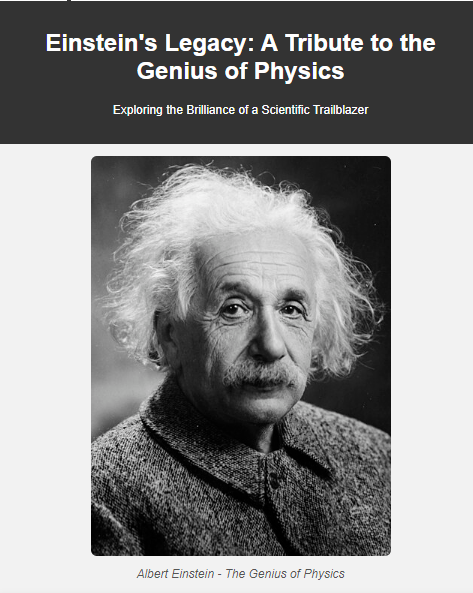 Einstein's Legacy: A Tribute to the
Genius of Physics
Exploring the Brilliance of a Scientific Trailblazer
Albert Einstein - The Genius of Physics